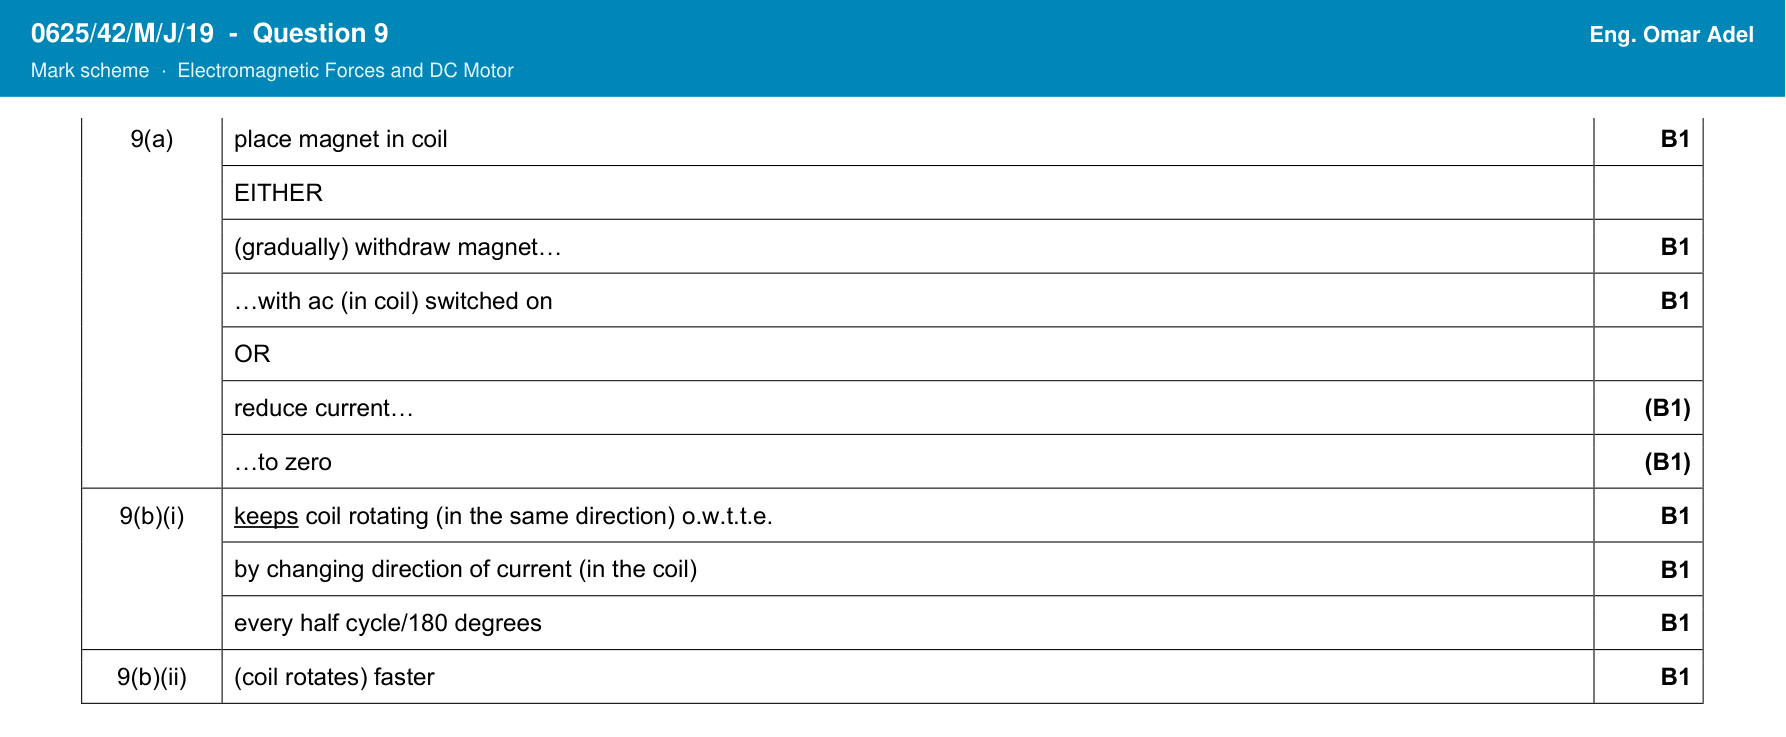 0625/42/M/J/19 - Question 9
Eng. Omar Adel
Mark scheme · Electromagnetic Forces and DC Motor
9(a) place magnet in coil B1
EITHER
(gradually) withdraw magnet… B1
…with ac (in coil) switched on B1
OR
reduce current… (B1)
…to zero (B1)
9(b)(i) keeps coil rotating (in the same direction) o.w.t.t.e. B1
by changing direction of current (in the coil) B1
every half cycle/180 degrees B1
9(b)(ii) (coil rotates) faster B1